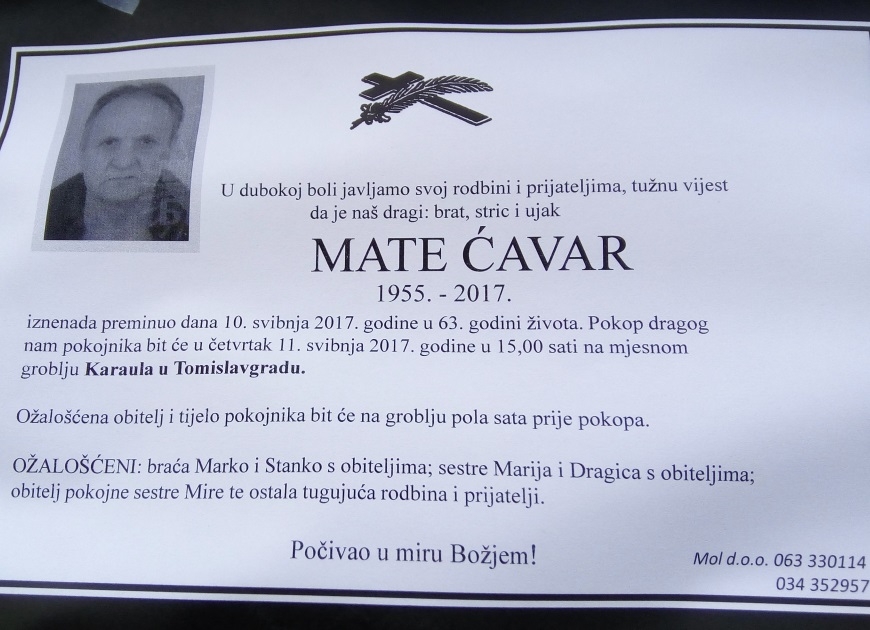 U dubokoj boli javljamo svoj rodbini i prijateljima, tužnu vijest
da je naš dragi: brat, stric i ujak
MATE ĆAVAR
1955. - 2017.
iznenada preminuo dana 10. svibnja 2017. godine u 63. godini života. Pokop dragog
nam pokojnika bit će u četvrtak 11. svibnja 2017. godine u 15,00 sati na mjesnom
groblju Karaula u Tomislavgradu.
Ožalošćena obitelj i tijelo pokojnika bit će na groblju pola sata prije pokopa.
OŽALOŠĆENI: braća Marko i Stanko s obiteljima; sestre Marija i Dragica s obiteljima;
obitelj pokojne sestre Mire te ostala tugujuća rodbina i prijatelji.
Počivao u miru Božjem!
Mol d.o.o. 063 330114
034 352957